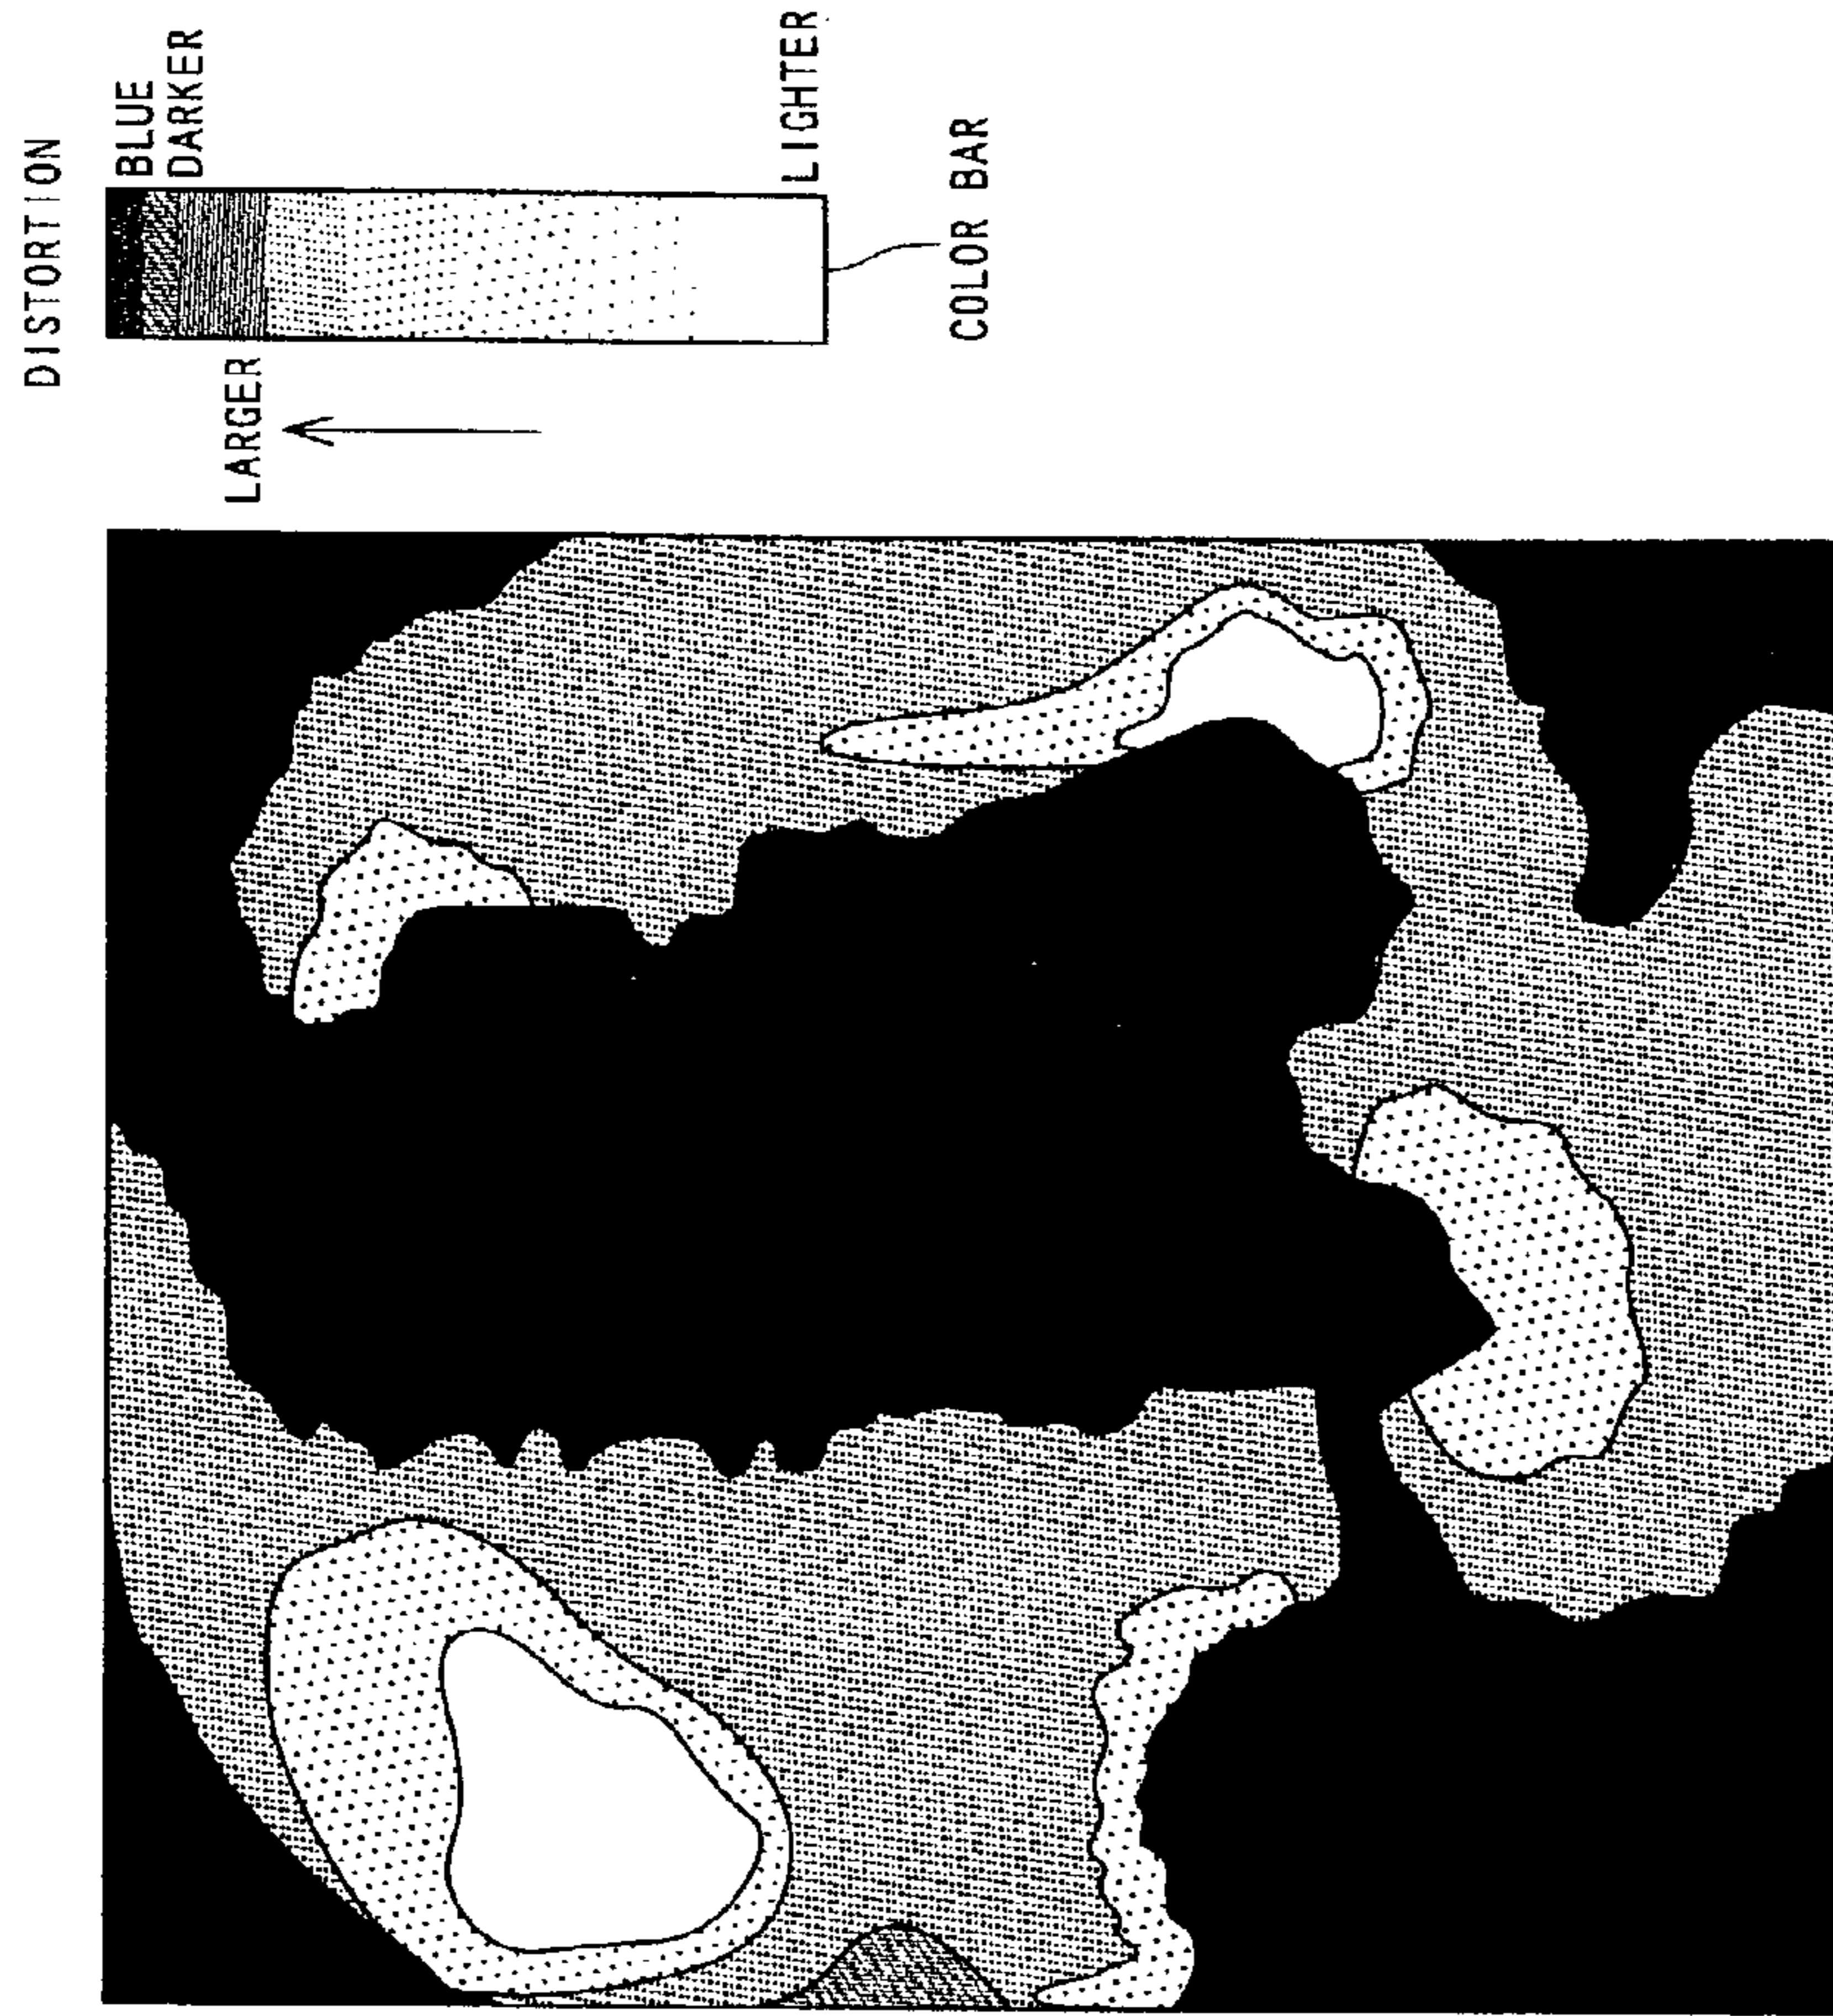 DISTORTION
BLUE
DARKER
LARGER
LIGHTER
COLOR BAR